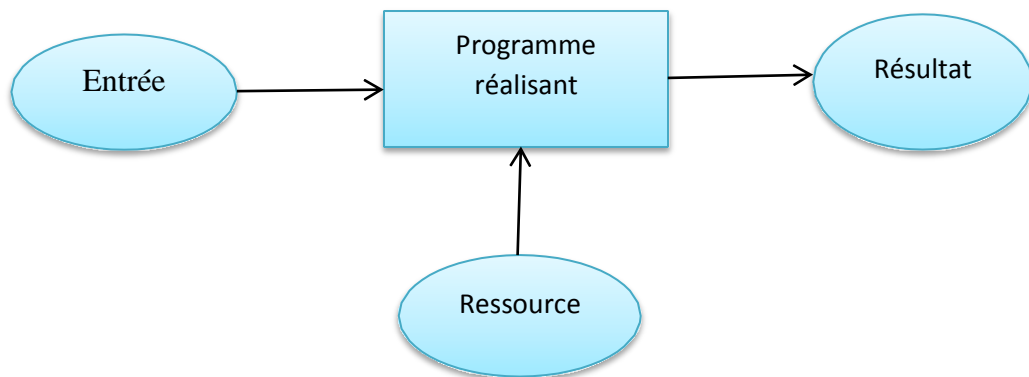 Entrée
Programme
réalisant
Résultat
Ressource